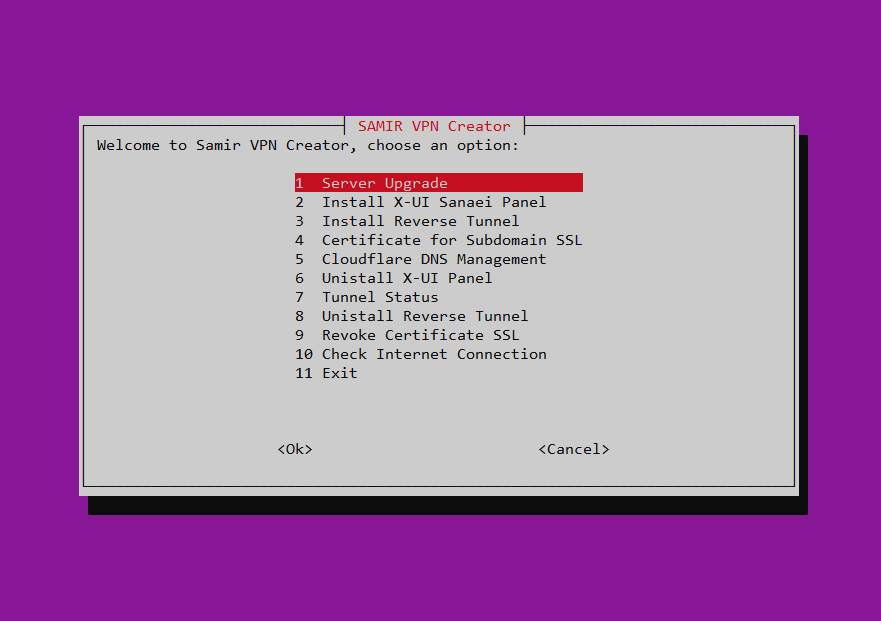 SAMIR VPN Creator
Welcome to Samir VPN Creator, choose an option:
1 Server Upgrade
2 Install X-UI Sanaei Panel
3 Install Reverse Tunnel
4 Certificate for Subdomain SSL
5 Cloudflare DNS Management
6 Unistall X-UI Panel
7 Tunnel Status
8 Unistall Reverse Tunnel
9 Revoke Certificate SSL
10 Check Internet Connection
11 Exit
<Ok> <Cancel>